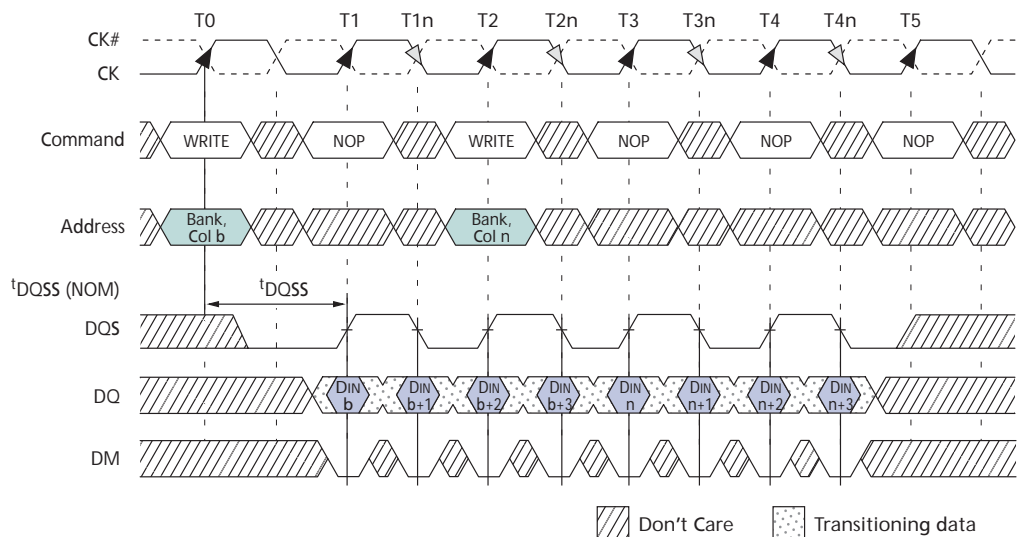 T0 T1 T1n T2 T2n T3 T3n T4 T4n T5
CK#
CK
Command WRITE NOP WRITE NOP NOP NOP
Address Bank, Col b Bank, Col n
tDQSS (NOM) tDQSS
DQS
DQ DIN b DIN b+1 DIN b+2 DIN b+3 DIN n DIN n+1 DIN n+2 DIN n+3
DM
Don't Care Transitioning data